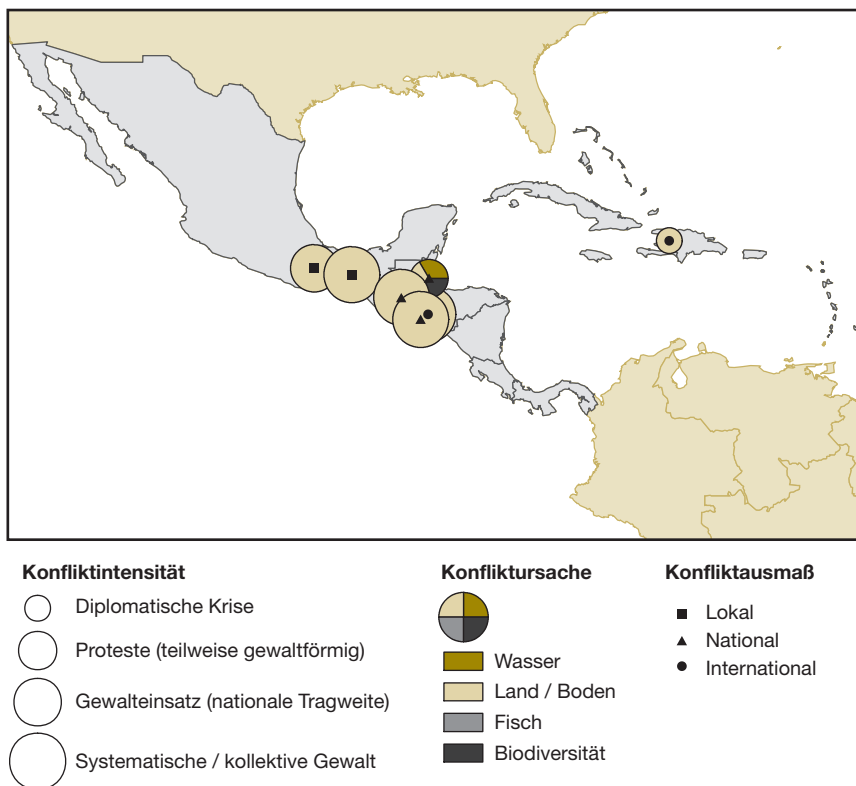 Konfliktintensität
Diplomatische Krise
Proteste (teilweise gewaltförmig)
Gewalteinsatz (nationale Tragweite)
Systematische / kollektive Gewalt
Konfliktursache
Wasser
Land / Boden
Fisch
Biodiversität
Konfliktausmaß
Lokal
National
International